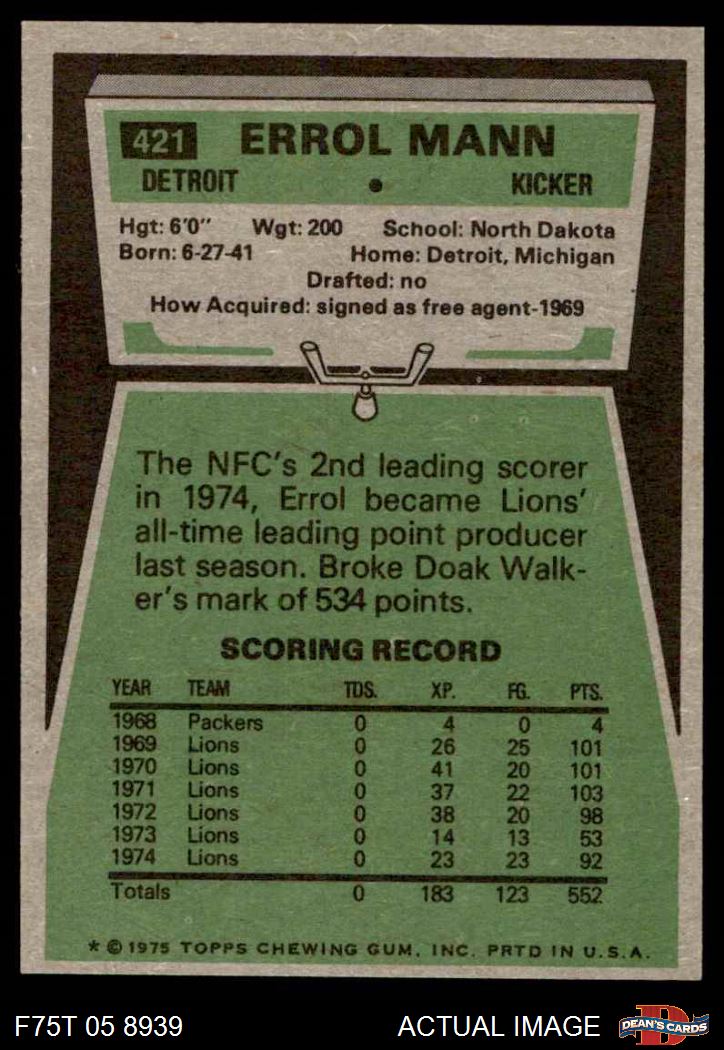 421 ERROL MANN
DETROIT • KICKER
Hgt: 6'0" Wgt: 200 School: North Dakota
Born: 6-27-41 Home: Detroit, Michigan
Drafted: no
How Acquired: signed as free agent-1969
The NFC's 2nd leading scorer
in 1974, Errol became Lions'
all-time leading point producer
last season. Broke Doak Walk-
er's mark of 534 points.
SCORING RECORD
YEAR TEAM TDS. XP. FG. PTS.
1968 Packers 0 4 0 4
1969 Lions 0 26 25 101
1970 Lions 0 41 20 101
1971 Lions 0 37 22 103
1972 Lions 0 38 20 98
1973 Lions 0 14 13 53
1974 Lions 0 23 23 92
Totals 0 183 123 552
* © 1975 TOPPS CHEWING GUM, INC. PRTD IN U.S.A.
F75T 05 8939 ACTUAL IMAGE D DEAN'S CARDS